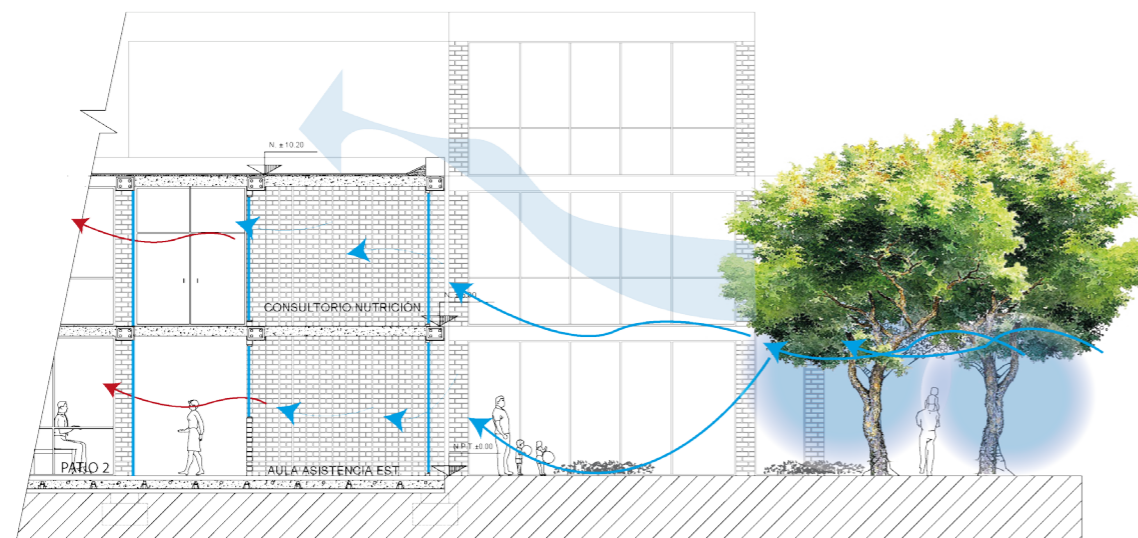 N. ± 10.20
CONSULTORIO NUTRICIÓN
N.P.T ±0.00
PATIO 2
AULA ASISTENCIA EST.